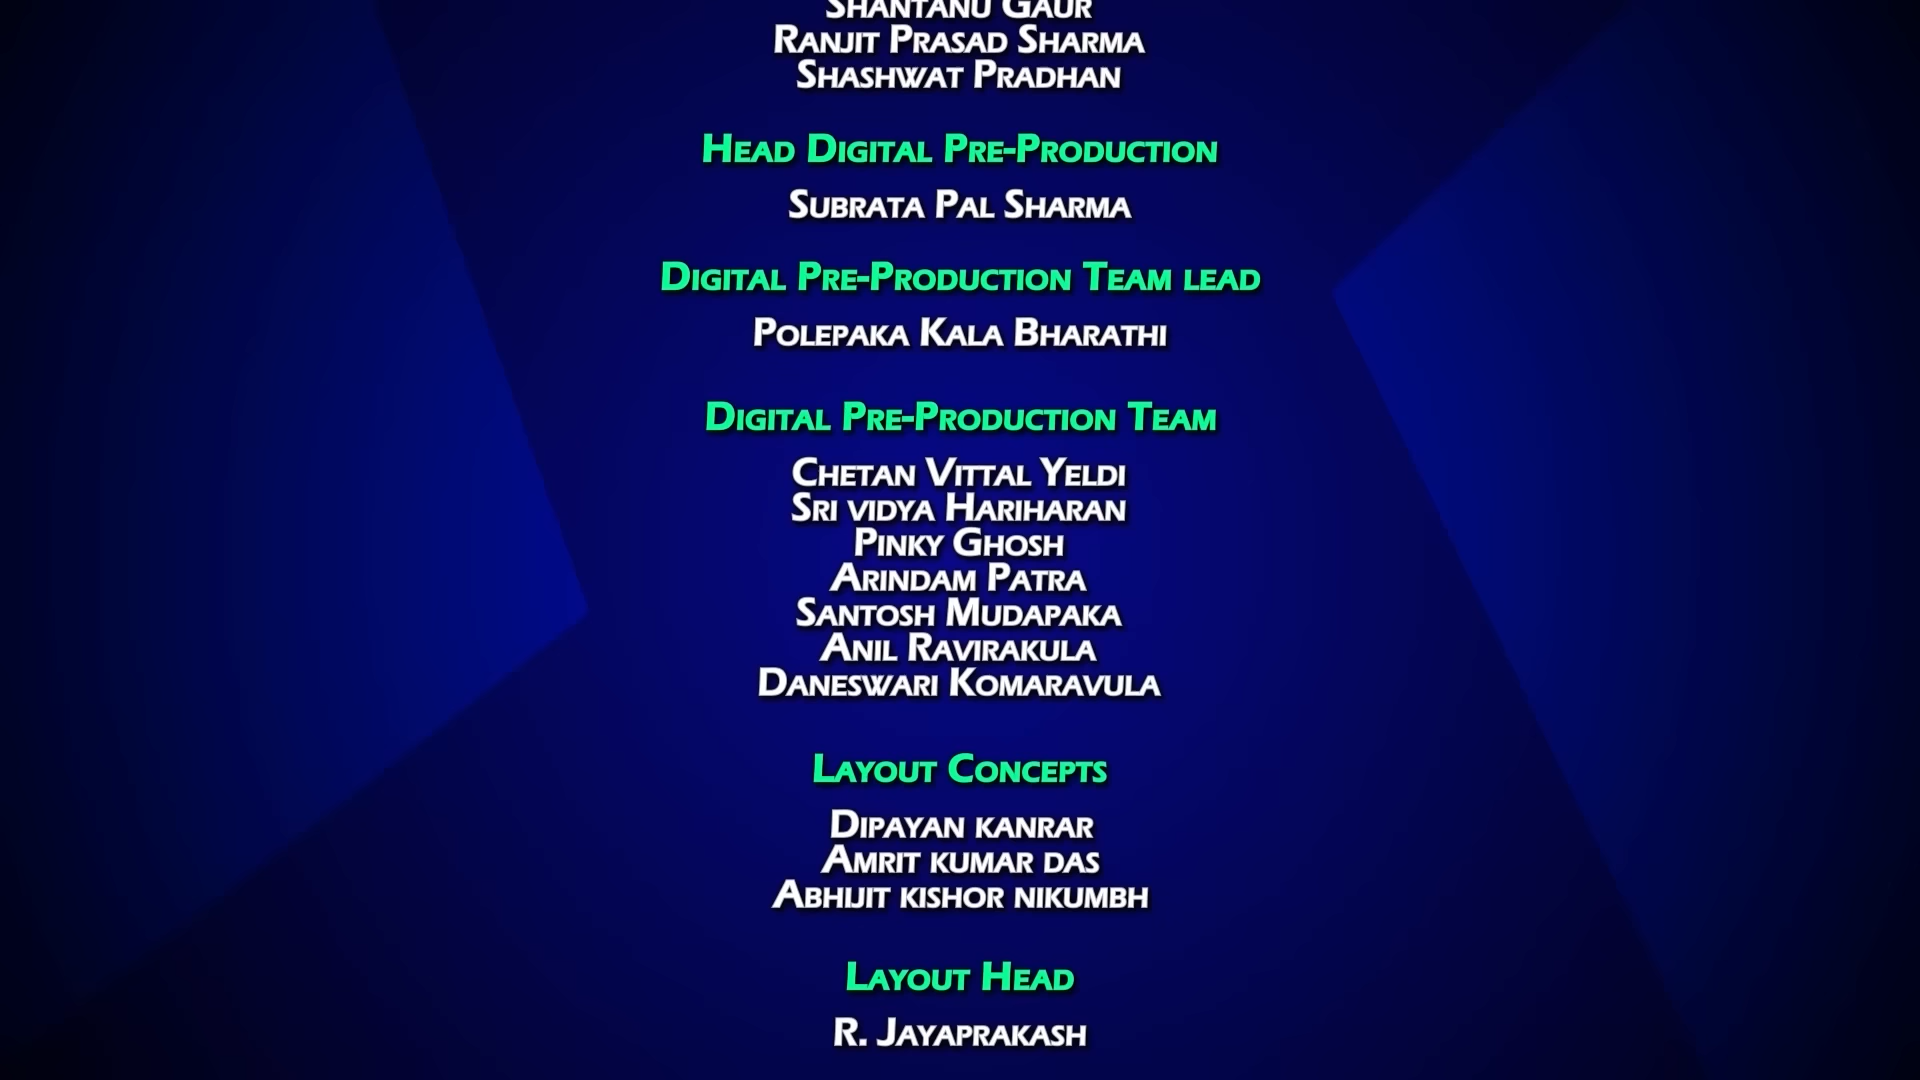 Shantanu Gaur
Ranjit Prasad Sharma
Shashwat Pradhan
Head Digital Pre-Production
Subrata Pal Sharma
Digital Pre-Production Team lead
Polepaka Kala Bharathi
Digital Pre-Production Team
Chetan Vittal Yeldi
Sri vidya Hariharan
Pinky Ghosh
Arindam Patra
Santosh Mudapaka
Anil Ravirakula
Daneswari Komaravula
Layout Concepts
Dipayan kanrar
Amrit kumar das
Abhijit kishor nikumbh
Layout Head
R. Jayaprakash